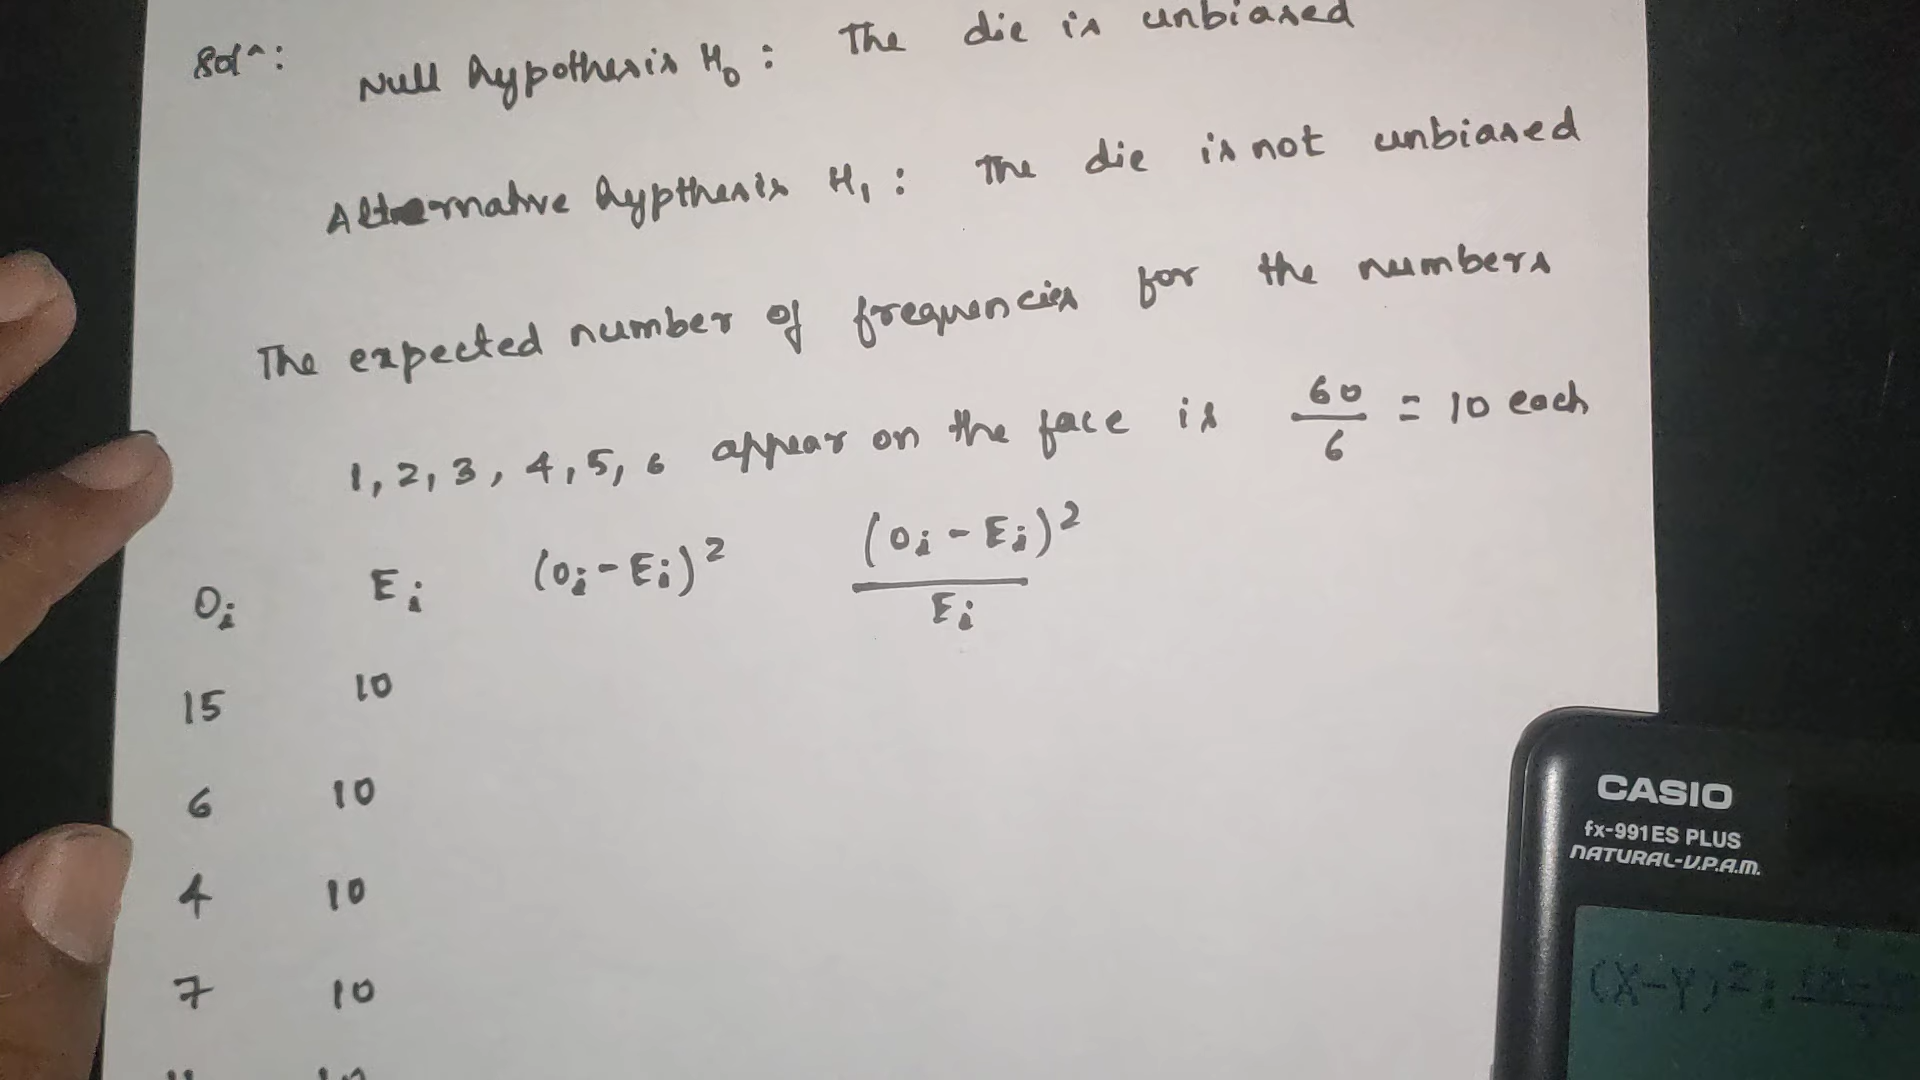 Soln: Null hypothesis H0 : The die is unbiased
Alternative hypthesis H1 : The die is not unbiased
The expected number of frequencies for the numbers
1, 2, 3, 4, 5, 6 appear on the face is 60/6 = 10 each
Oi Ei (Oi - Ei)² (Oi - Ei)²/Ei
15 10
6 10
4 10
7 10
CASIO
fx-991ES PLUS
NATURAL-V.P.A.M.
(X-Y)²: